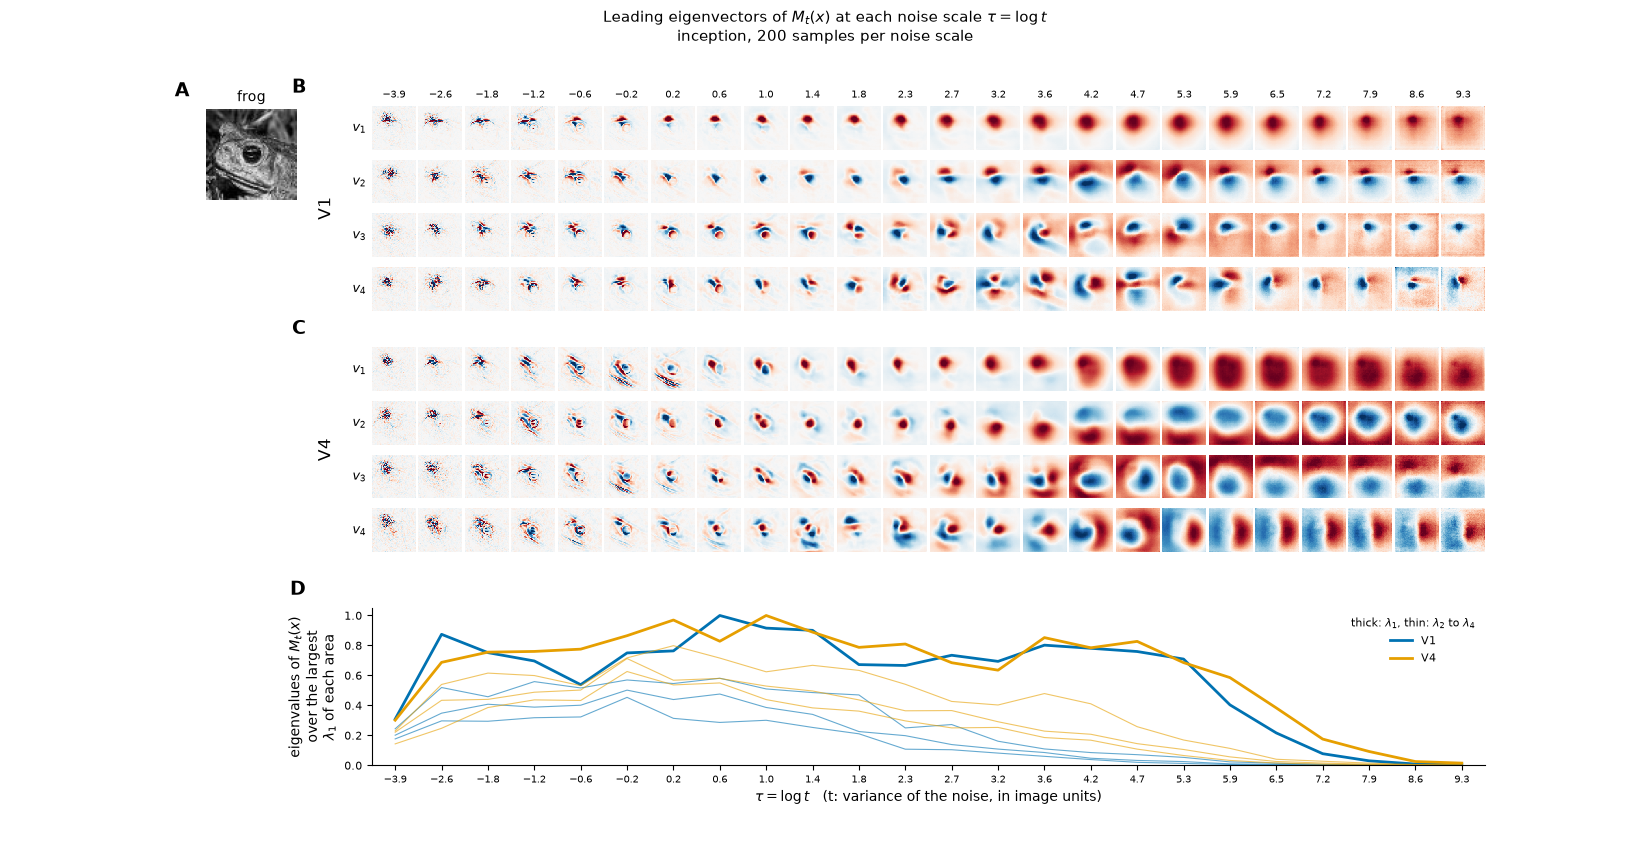 Leading eigenvectors of M_t(x) at each noise scale τ = log t
inception, 200 samples per noise scale
A
frog
B
−3.9 −2.6 −1.8 −1.2 −0.6 −0.2 0.2 0.6 1.0 1.4 1.8 2.3 2.7 3.2 3.6 4.2 4.7 5.3 5.9 6.5 7.2 7.9 8.6 9.3
V1
v1
v2
v3
v4
C
V4
v1
v2
v3
v4
D
eigenvalues of M_t(x)
over the largest
λ1 of each area
1.0
0.8
0.6
0.4
0.2
0.0
thick: λ1, thin: λ2 to λ4
V1
V4
−3.9 −2.6 −1.8 −1.2 −0.6 −0.2 0.2 0.6 1.0 1.4 1.8 2.3 2.7 3.2 3.6 4.2 4.7 5.3 5.9 6.5 7.2 7.9 8.6 9.3
τ = log t (t: variance of the noise, in image units)